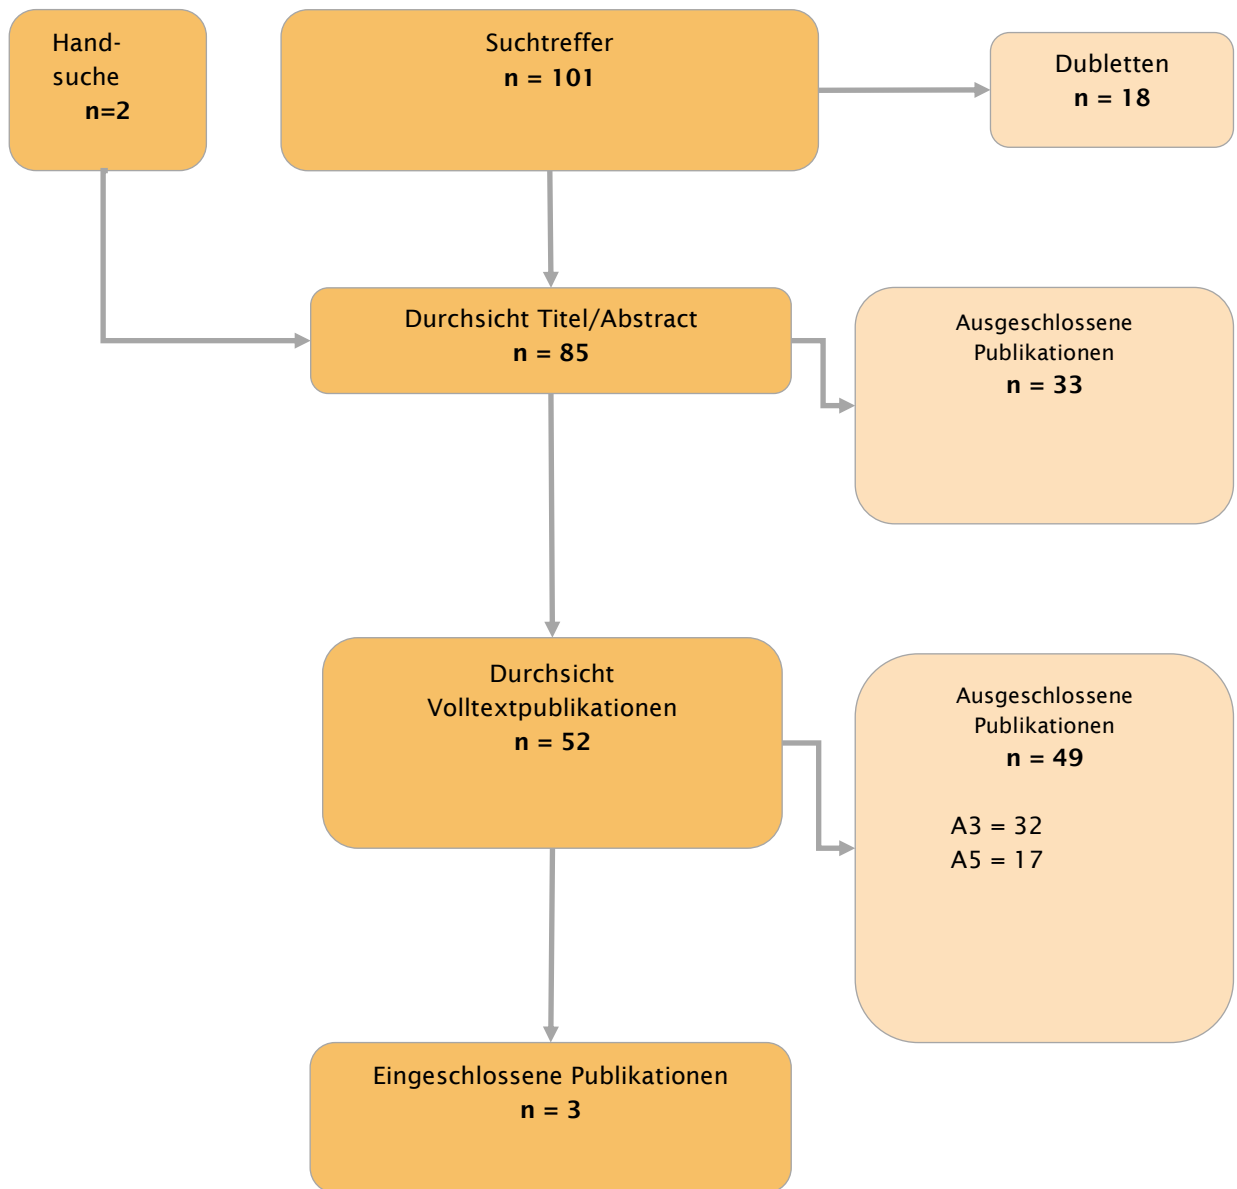 Hand-
suche
n=2
Suchtreffer
n = 101
Dubletten
n = 18
Durchsicht Titel/Abstract
n = 85
Ausgeschlossene
Publikationen
n = 33
Durchsicht
Volltextpublikationen
n = 52
Ausgeschlossene
Publikationen
n = 49
A3 = 32
A5 = 17
Eingeschlossene Publikationen
n = 3